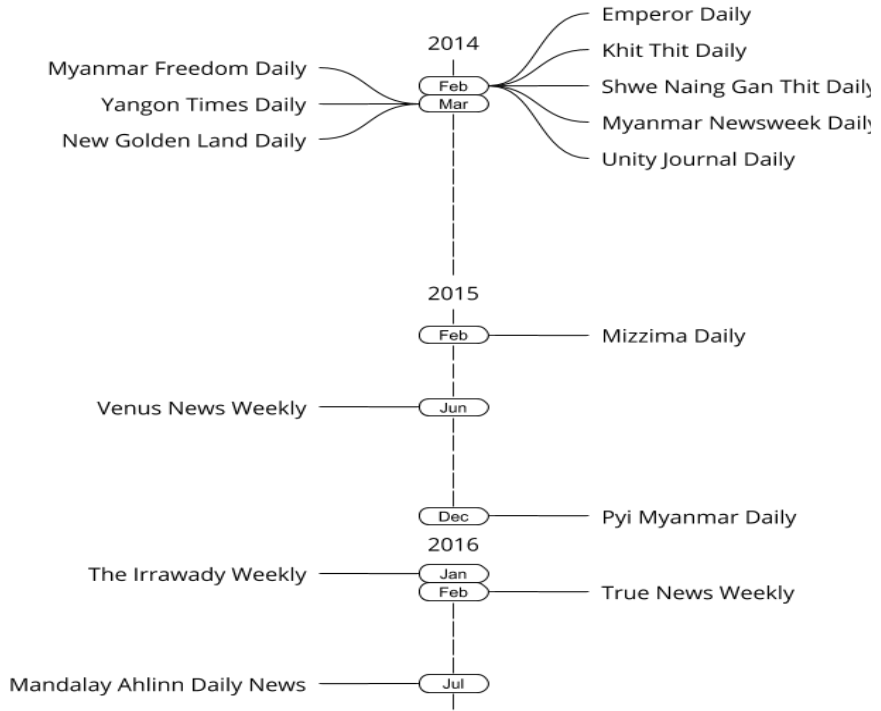 2014
Feb
Emperor Daily
Khit Thit Daily
Shwe Naing Gan Thit Daily
Myanmar Newsweek Daily
Unity Journal Daily
Mar
Myanmar Freedom Daily
Yangon Times Daily
New Golden Land Daily
2015
Feb
Mizzima Daily
Jun
Venus News Weekly
Dec
Pyi Myanmar Daily
2016
Jan
The Irrawady Weekly
Feb
True News Weekly
Jul
Mandalay Ahlinn Daily News